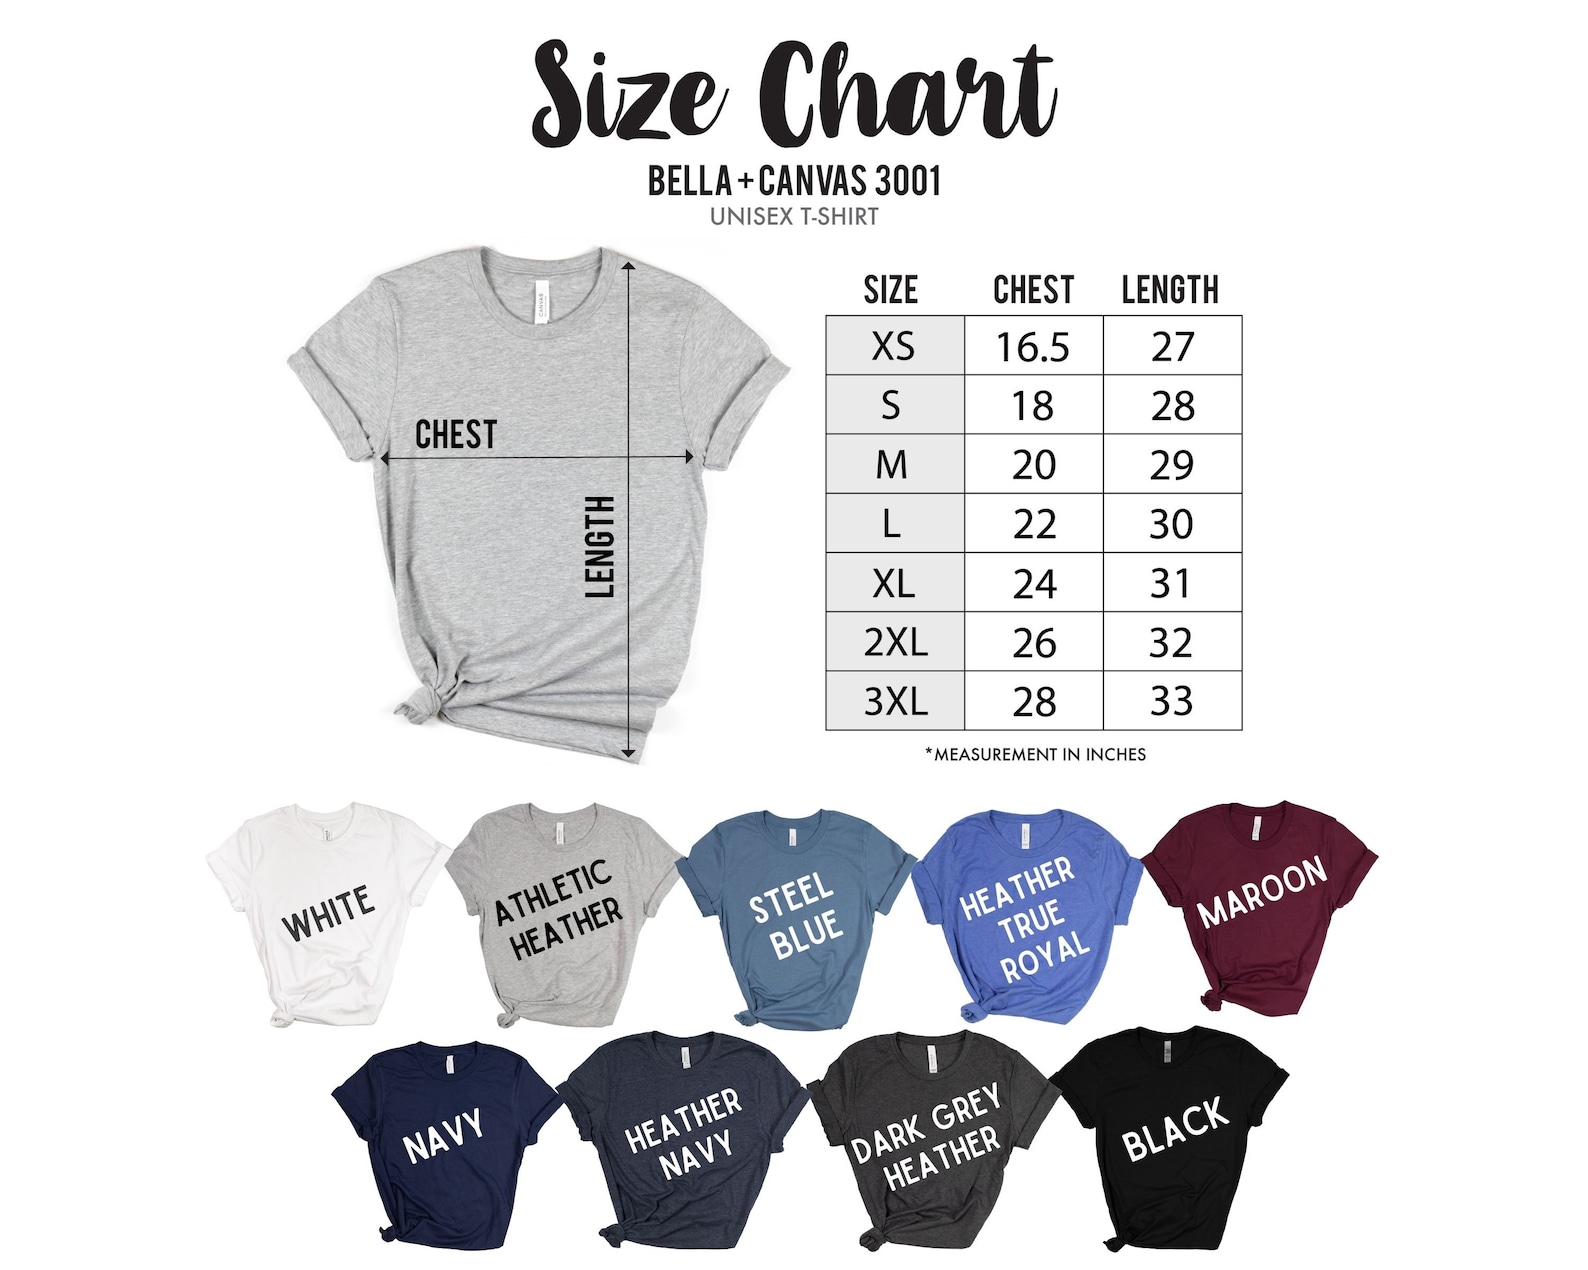 Size Chart
BELLA+CANVAS 3001
UNISEX T-SHIRT
CANVAS
CHEST
LENGTH
SIZE CHEST LENGTH
XS 16.5 27
S 18 28
M 20 29
L 22 30
XL 24 31
2XL 26 32
3XL 28 33
*MEASUREMENT IN INCHES
WHITE
ATHLETIC
HEATHER
STEEL
BLUE
HEATHER
TRUE
ROYAL
MAROON
NAVY
HEATHER
NAVY
DARK GREY
HEATHER
BLACK